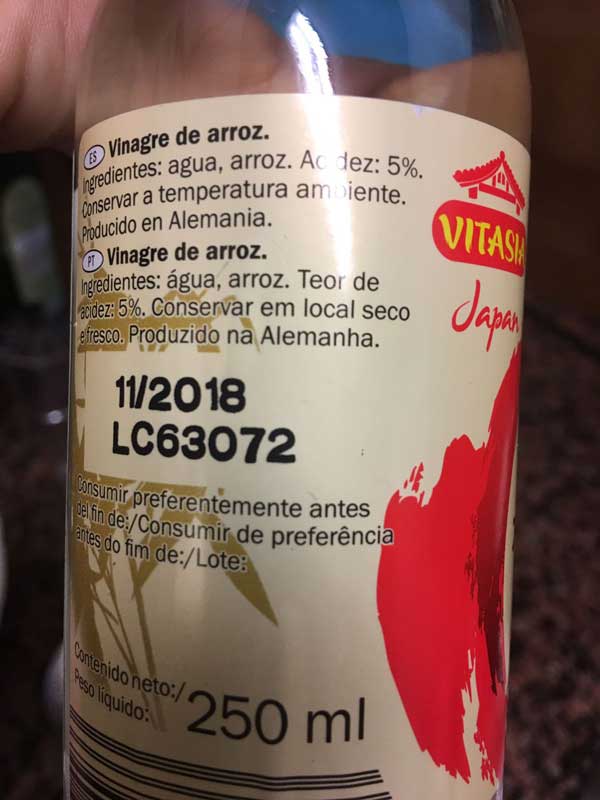 ES Vinagre de arroz.
Ingredientes: agua, arroz. Acidez: 5%.
Conservar a temperatura ambiente.
Producido en Alemania.
PT Vinagre de arroz.
Ingredientes: água, arroz. Teor de
acidez: 5%. Conservar em local seco
e fresco. Produzido na Alemanha.
VITASIA
Japan
11/2018
LC63072
Consumir preferentemente antes
del fin de:/Consumir de preferência
antes do fim de:/Lote:
Contenido neto:/
Peso líquido:
250 ml